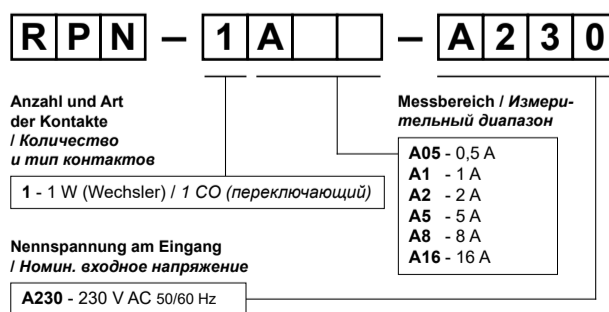 RPN – 1A – A230
Anzahl und Art
der Kontakte
/ Количество
и тип контактов
1 - 1 W (Wechsler) / 1 CO (переключающий)
Messbereich / Измери-
тельный диапазон
A05 - 0,5 A
A1 - 1 A
A2 - 2 A
A5 - 5 A
A8 - 8 A
A16 - 16 A
Nennspannung am Eingang
/ Номин. входное напряжение
A230 - 230 V AC 50/60 Hz